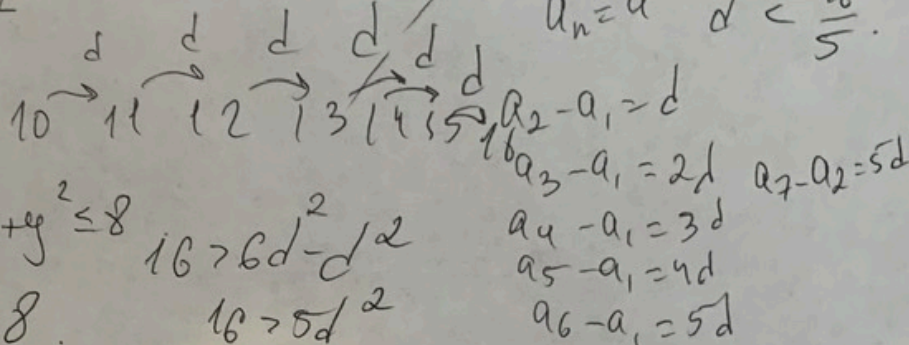 aₙ = a d < /5.
d d d d d d
10 11 12 13 14 15 16
a₂ - a₁ = d
a₃ - a₁ = 2d a₇ - a₂ = 5d
+y² ≤ 8 16 > 6d² - d² a₄ - a₁ = 3d
a₅ - a₁ = 4d
8 16 > 5d² a₆ - a₁ = 5d